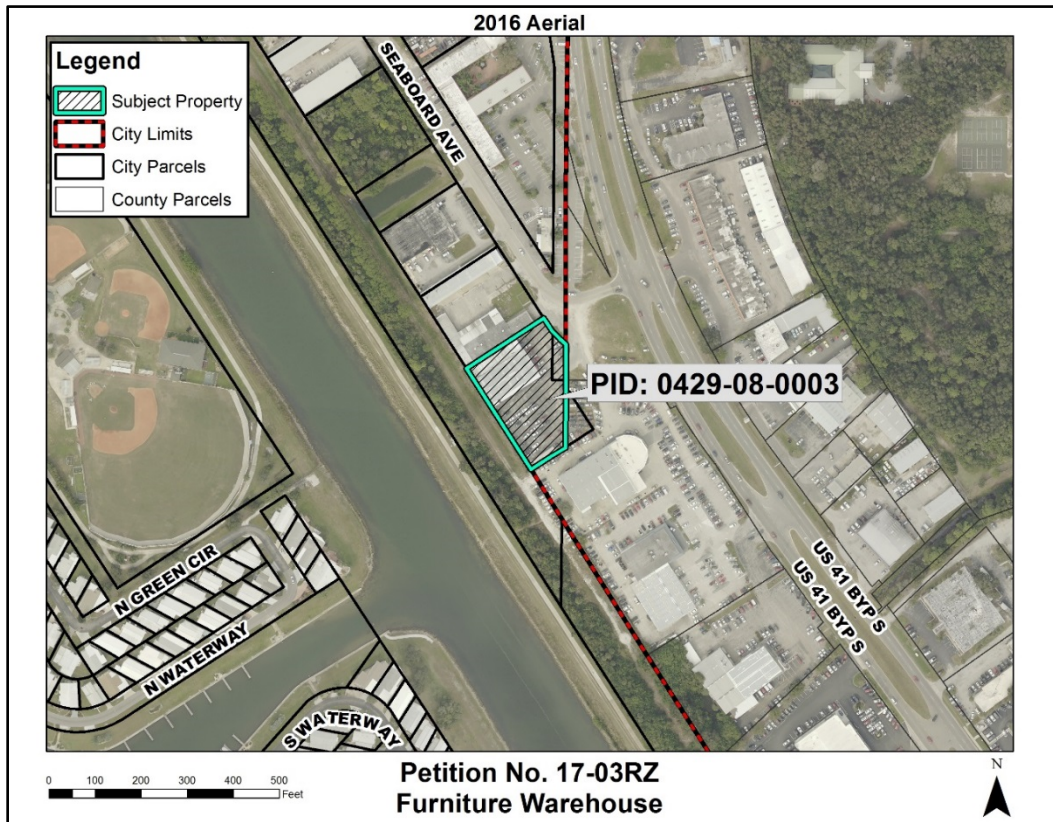 2016 Aerial
Legend
Subject Property
City Limits
City Parcels
County Parcels
SEABOARD AVE
PID: 0429-08-0003
US 41 BYP S
US 41 BYP S
N GREEN CIR
N WATERWAY
S WATERWAY
0 100 200 300 400 500
Feet
Petition No. 17-03RZ
Furniture Warehouse
N